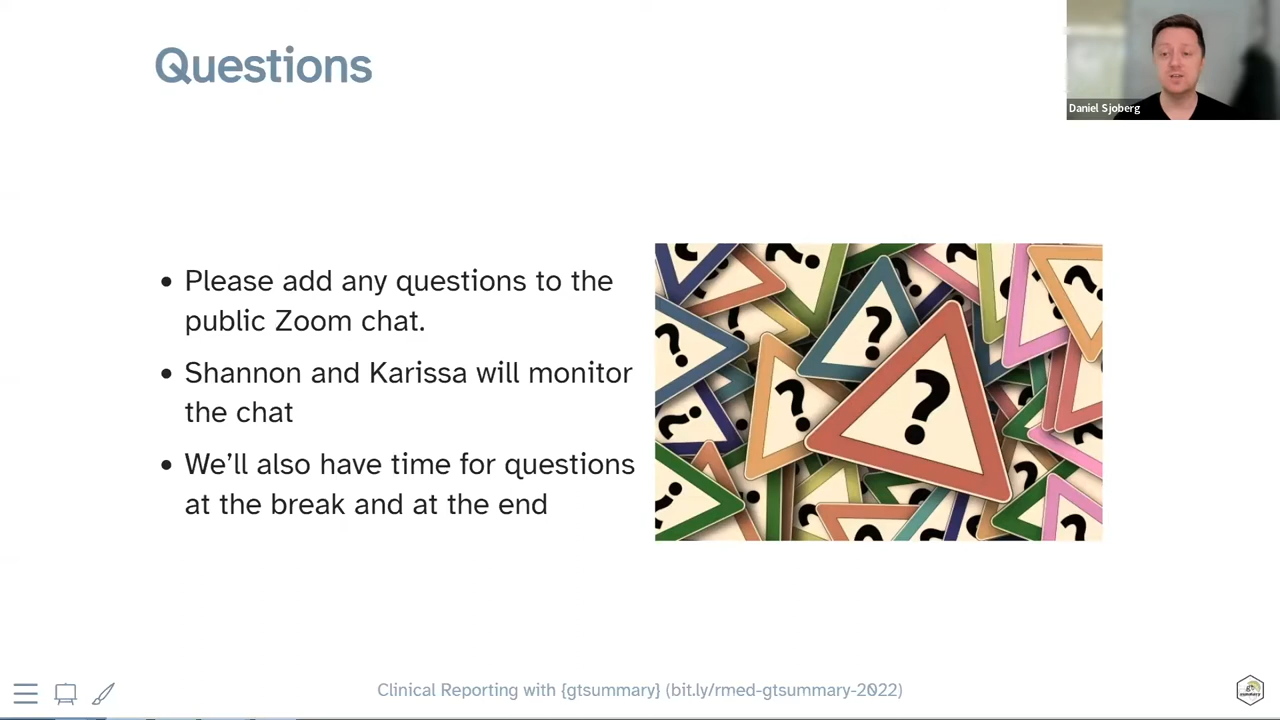 Questions
Daniel Sjoberg
• Please add any questions to the
public Zoom chat.
• Shannon and Karissa will monitor
the chat
• We’ll also have time for questions
at the break and at the end
? ? ? ? ? ? ? ? ? ?
Clinical Reporting with {gtsummary} (bit.ly/rmed-gtsummary-2022)